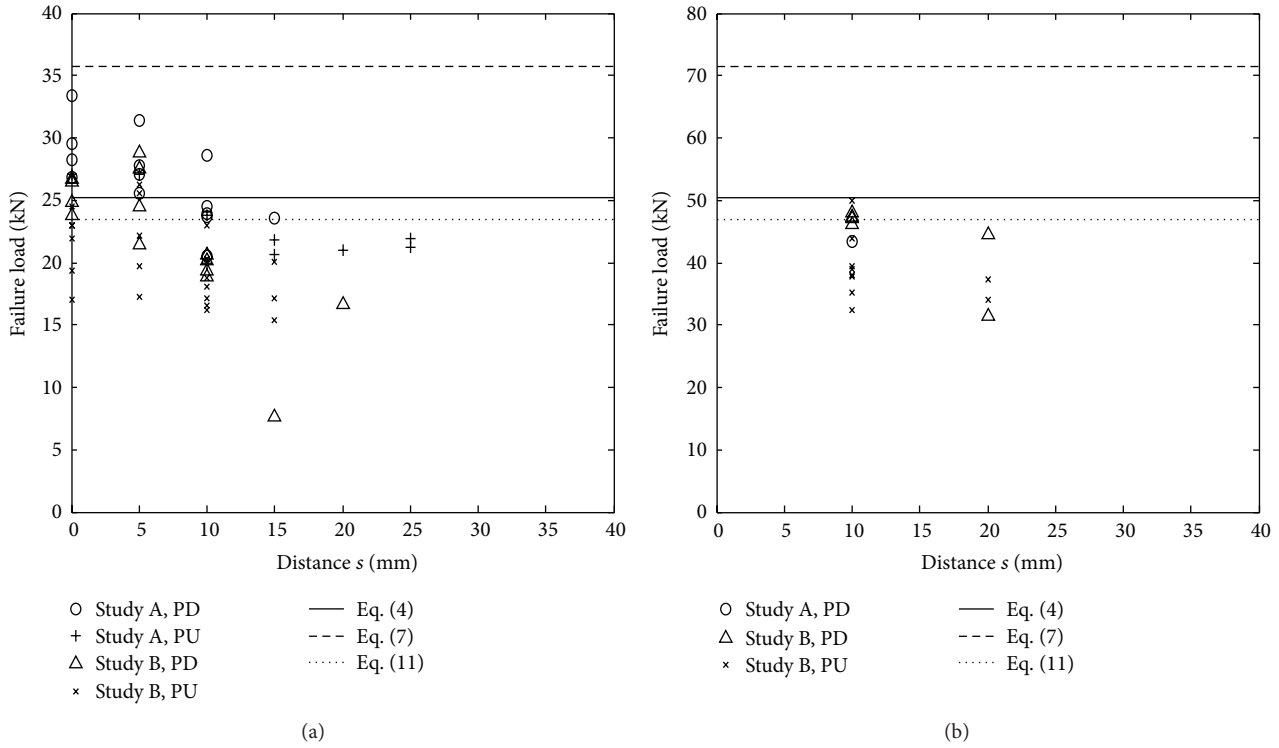 40
35
30
25
20
15
10
5
0
Failure load (kN)
0 5 10 15 20 25 30 35 40
Distance s (mm)
Study A, PD
Study A, PU
Study B, PD
Study B, PU
Eq. (4)
Eq. (7)
Eq. (11)
(a)
80
70
60
50
40
30
20
10
0
Failure load (kN)
0 5 10 15 20 25 30 35 40
Distance s (mm)
Study A, PD
Study B, PD
Study B, PU
Eq. (4)
Eq. (7)
Eq. (11)
(b)